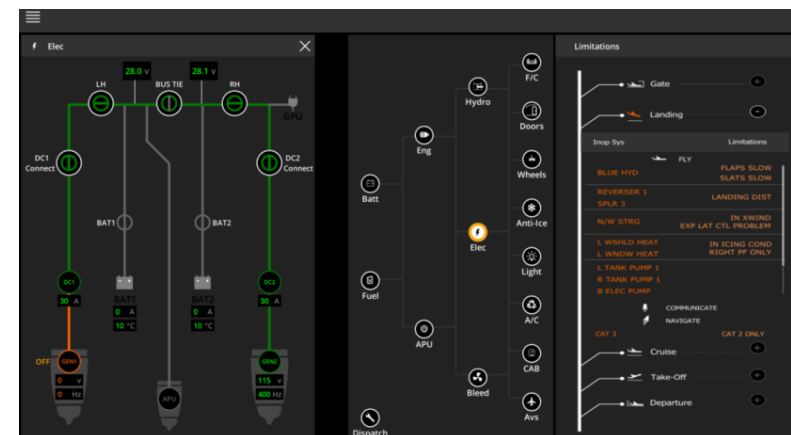 Elec
28.0 v
28.1 v
LH
BUS TIE
RH
GPU
DC1
Connect
DC2
Connect
BAT1
BAT2
DC1
30 A
BAT1
0 A
10 °C
BAT2
0 A
10 °C
DC2
30 A
OFF
GEN1
0 v
0 Hz
APU
GEN2
115 v
400 Hz
F/C
Hydro
Doors
Eng
Wheels
Batt
Anti-Ice
Elec
Light
Fuel
A/C
APU
CAB
Bleed
Avs
Dispatch
Limitations
Gate
Landing
Inop Sys Limitations
FLY
BLUE HYD
FLAPS SLOW
SLATS SLOW
REVERSER 1
SPLR 3
LANDING DIST
N/W STRG
IN XWIND
EXP LAT CTL PROBLEM
L WSHLD HEAT
L WNDW HEAT
IN ICING COND
RIGHT PF ONLY
L TANK PUMP 1
R TANK PUMP 1
B ELEC PUMP
COMMUNICATE
NAVIGATE
CAT 3 CAT 2 ONLY
Cruise
Take-Off
Departure